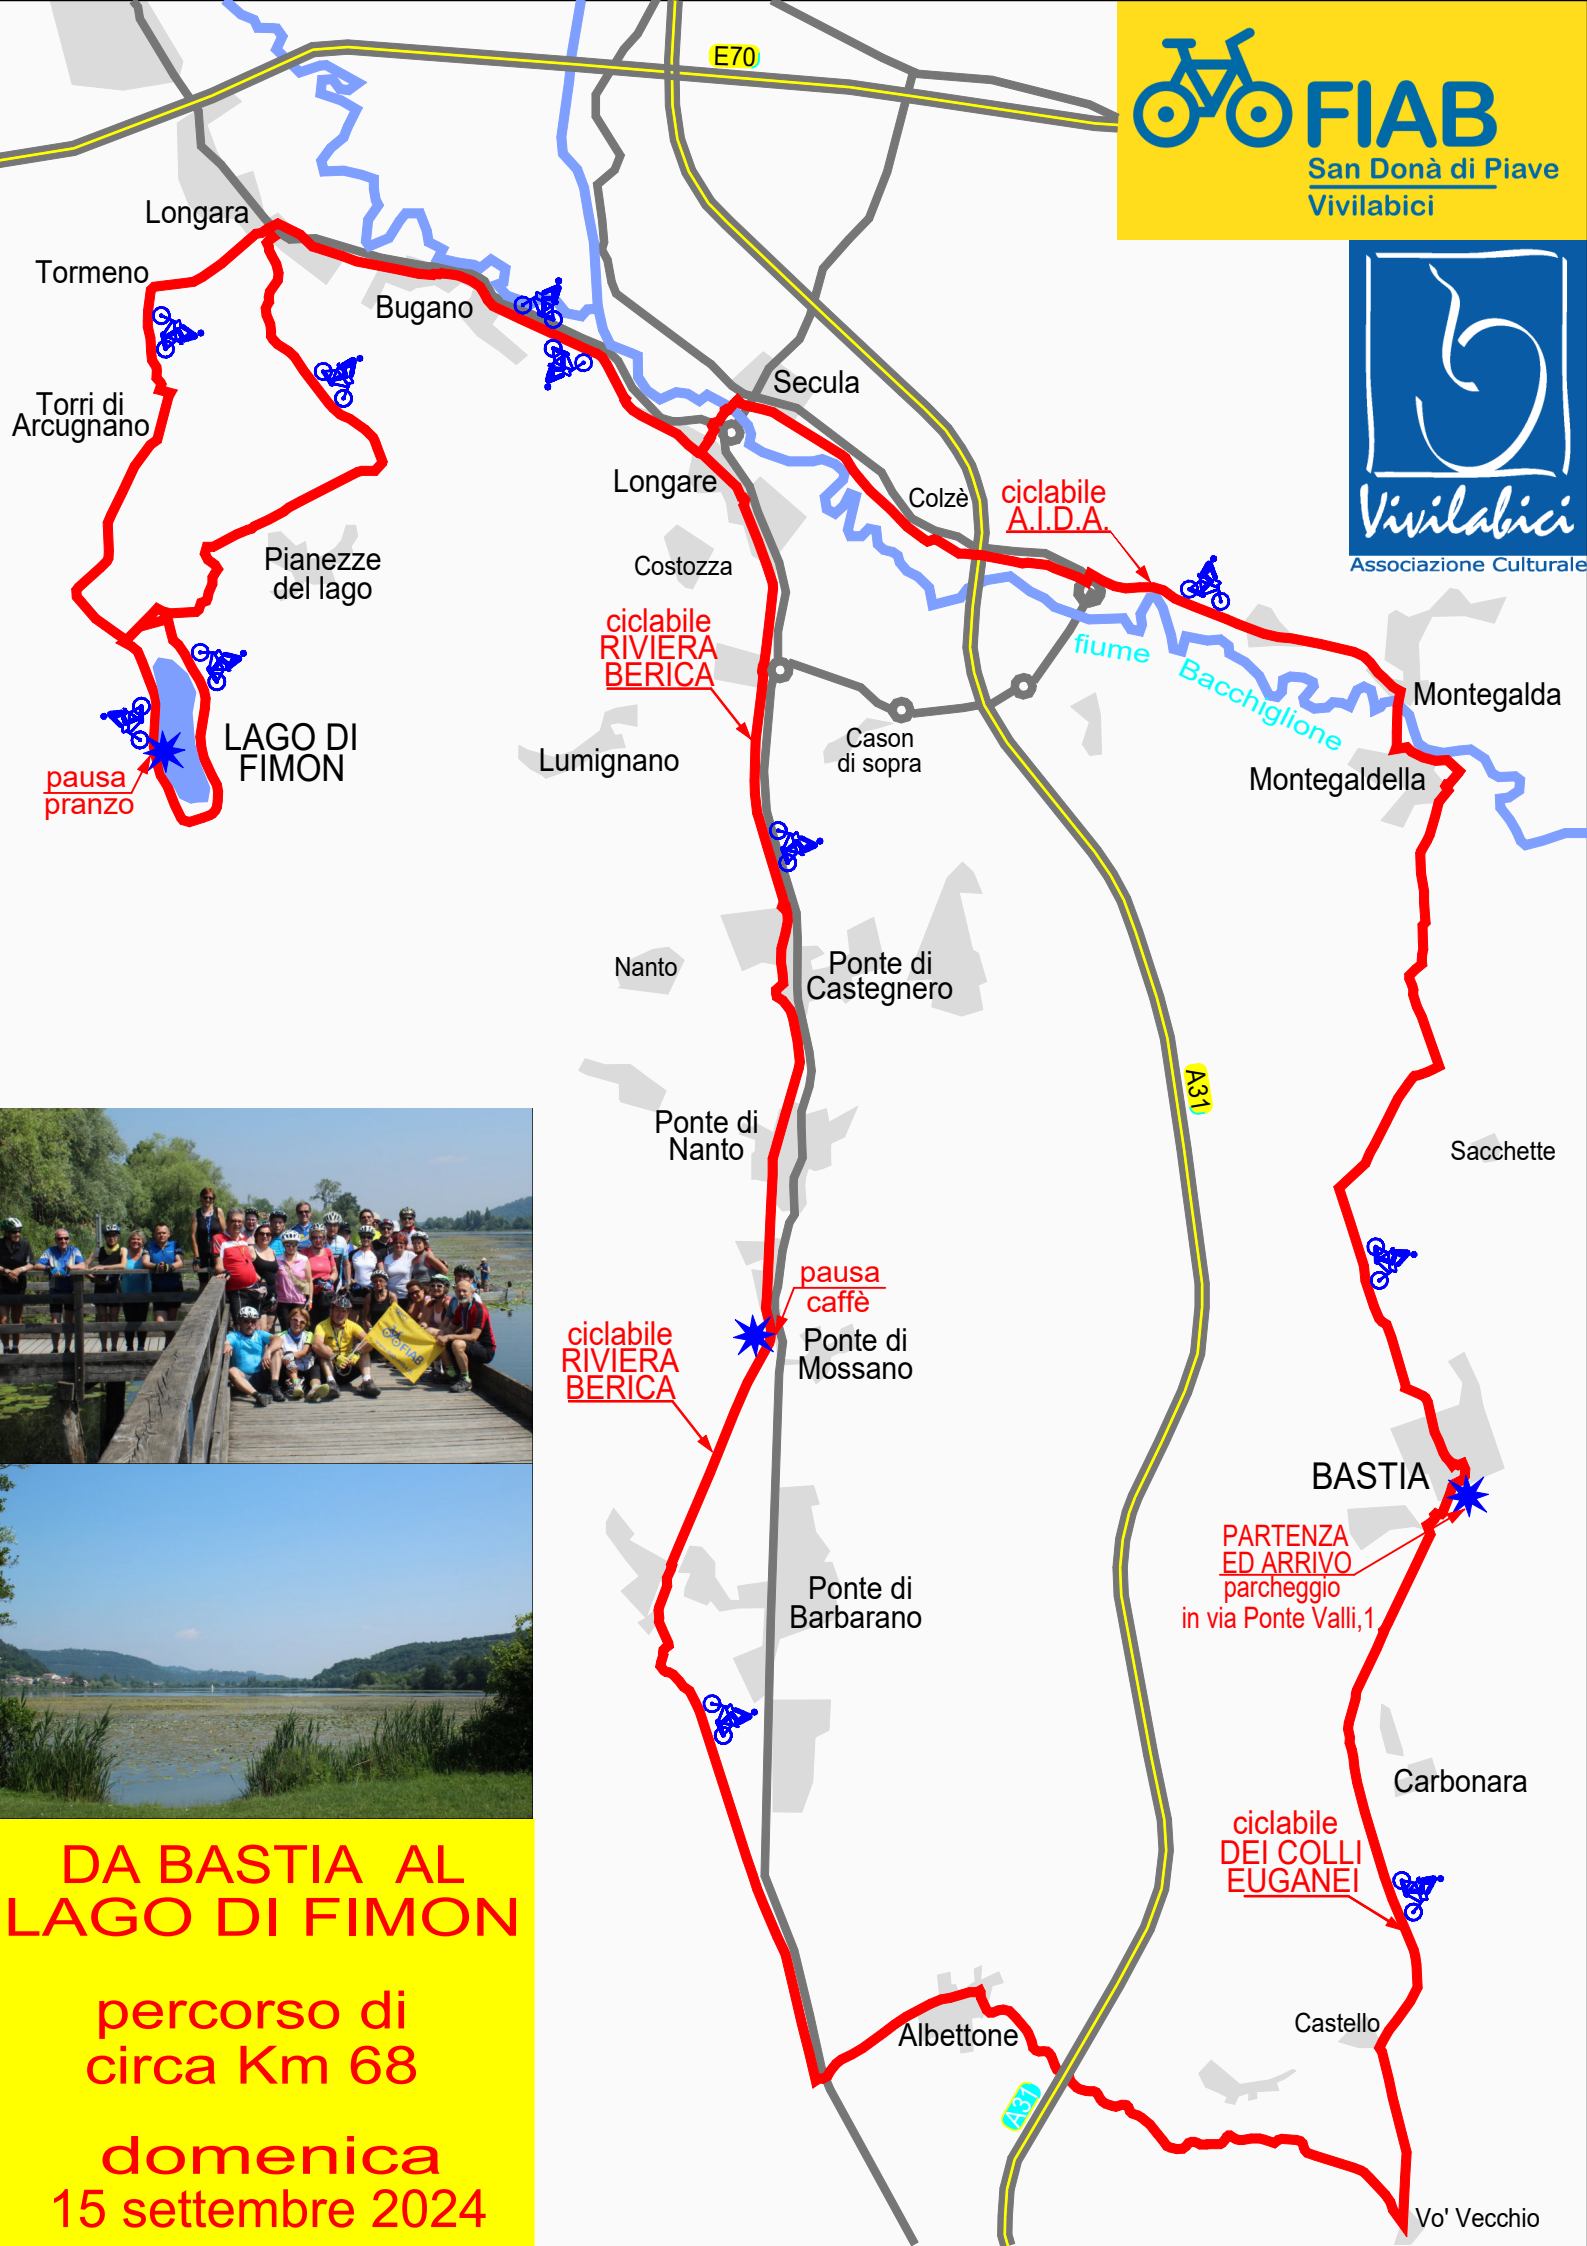 E70
FIAB
San Donà di Piave
Vivilabici
Longara
Tormeno
Bugano
Torri di
Arcugnano
Secula
Longare
Colzè
ciclabile
A.I.D.A.
Vivilabici
Associazione Culturale
Pianezze
del lago
Costozza
ciclabile
RIVIERA
BERICA
fiume Bacchiglione
Montegalda
LAGO DI
FIMON
pausa
pranzo
Lumignano
Cason
di sopra
Montegaldella
Nanto
Ponte di
Castegnero
A31
Ponte di
Nanto
Sacchette
pausa
caffè
ciclabile
RIVIERA
BERICA
Ponte di
Mossano
FIAB
BASTIA
PARTENZA
ED ARRIVO
parcheggio
in via Ponte Valli,1
Ponte di
Barbarano
Carbonara
ciclabile
DEI COLLI
EUGANEI
Castello
Albettone
A31
Vo' Vecchio
DA BASTIA AL
LAGO DI FIMON
percorso di
circa Km 68
domenica
15 settembre 2024